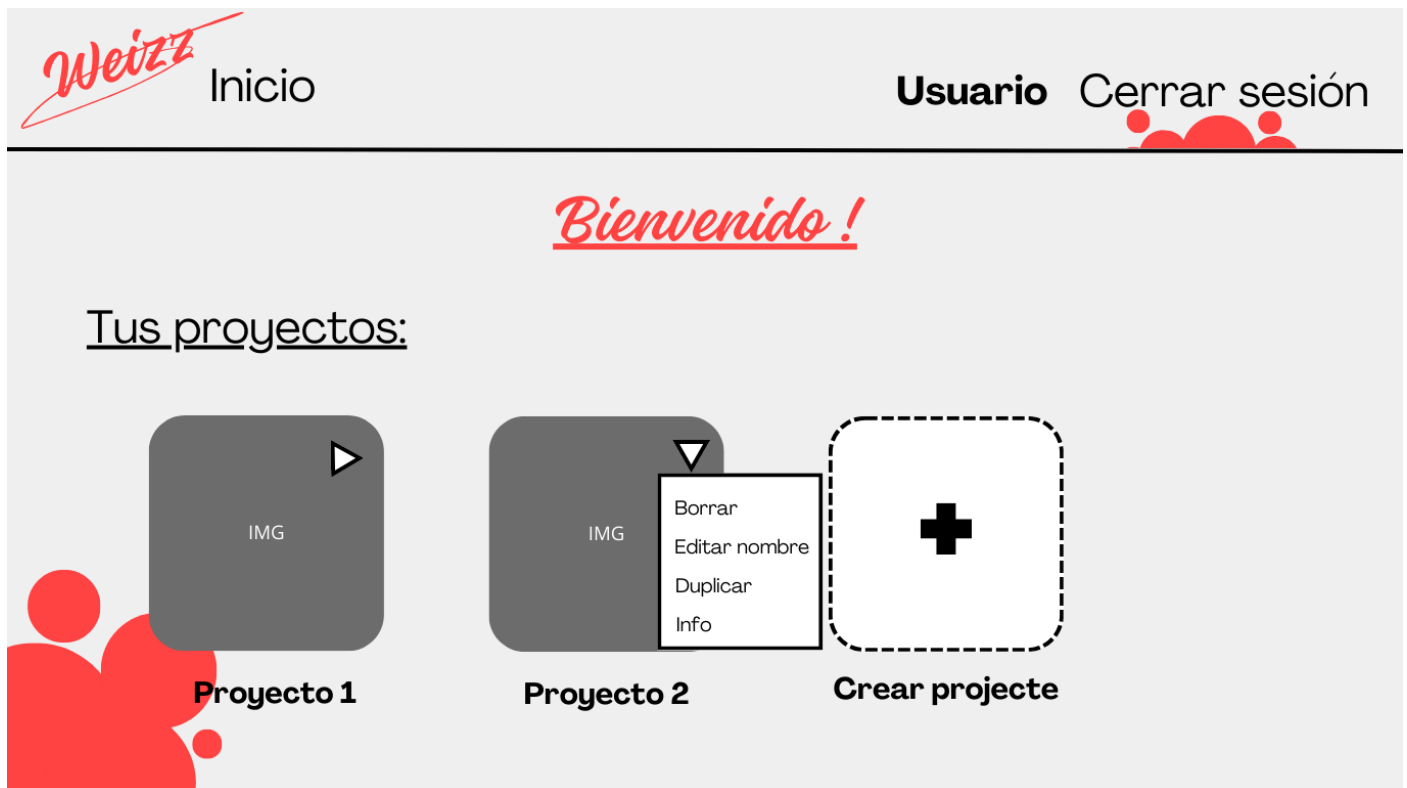 Weizz
Inicio
Usuario
Cerrar sesión
Bienvenido !
Tus proyectos:
IMG
IMG
Borrar
Editar nombre
Duplicar
Info
Proyecto 1
Proyecto 2
Crear projecte